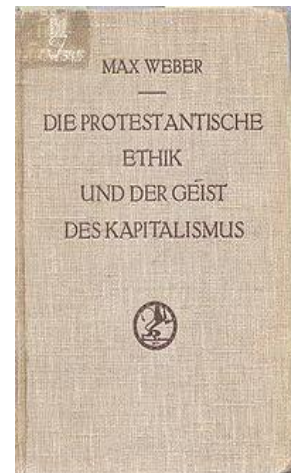 MAX WEBER
DIE PROTESTANTISCHE
ETHIK
UND DER GEIST
DES KAPITALISMUS